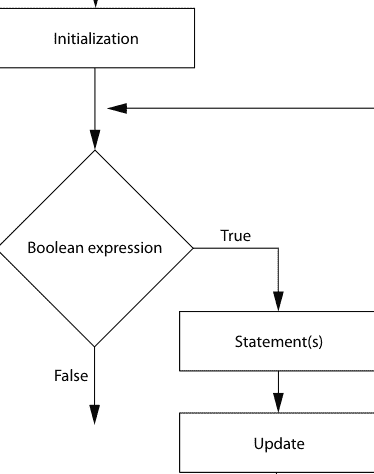 Initialization
Boolean expression
True
Statement(s)
False
Update